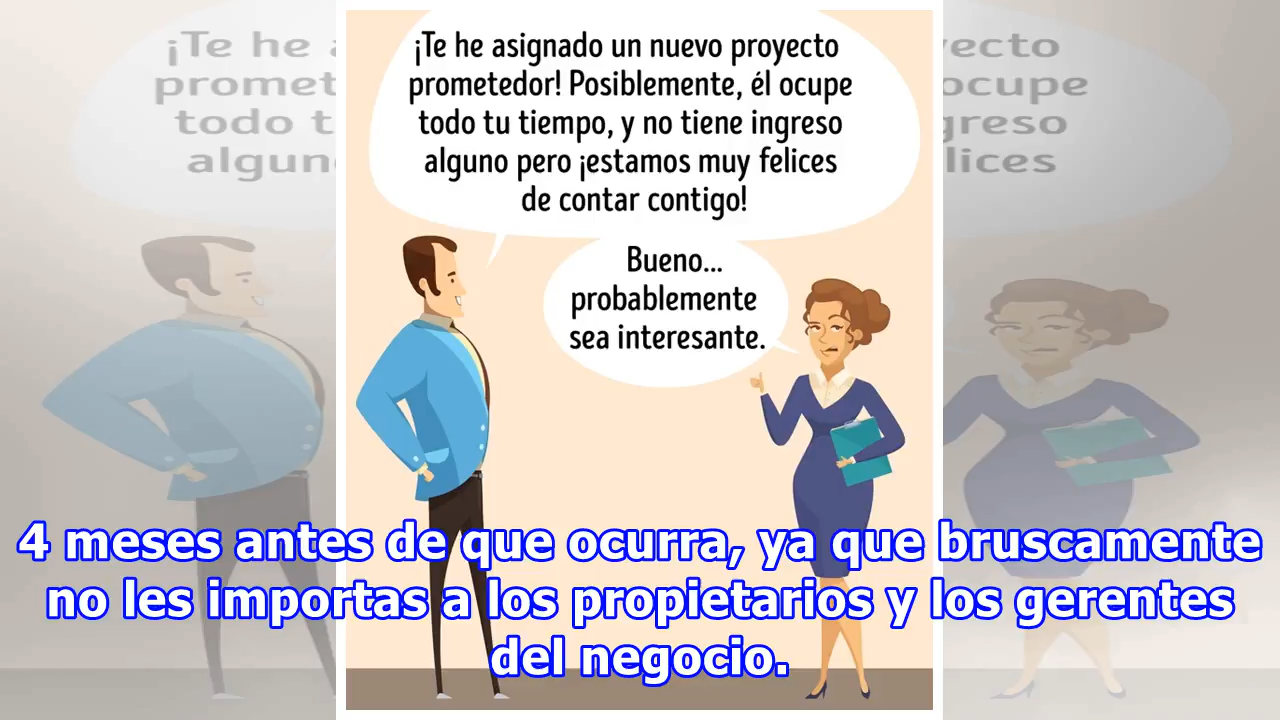 ¡Te he asignado un nuevo proyecto
prometedor! Posiblemente, él ocupe
todo tu tiempo, y no tiene ingreso
alguno pero ¡estamos muy felices
de contar contigo!
Bueno...
probablemente
sea interesante.
4 meses antes de que ocurra, ya que bruscamente
no les importas a los propietarios y los gerentes
del negocio.